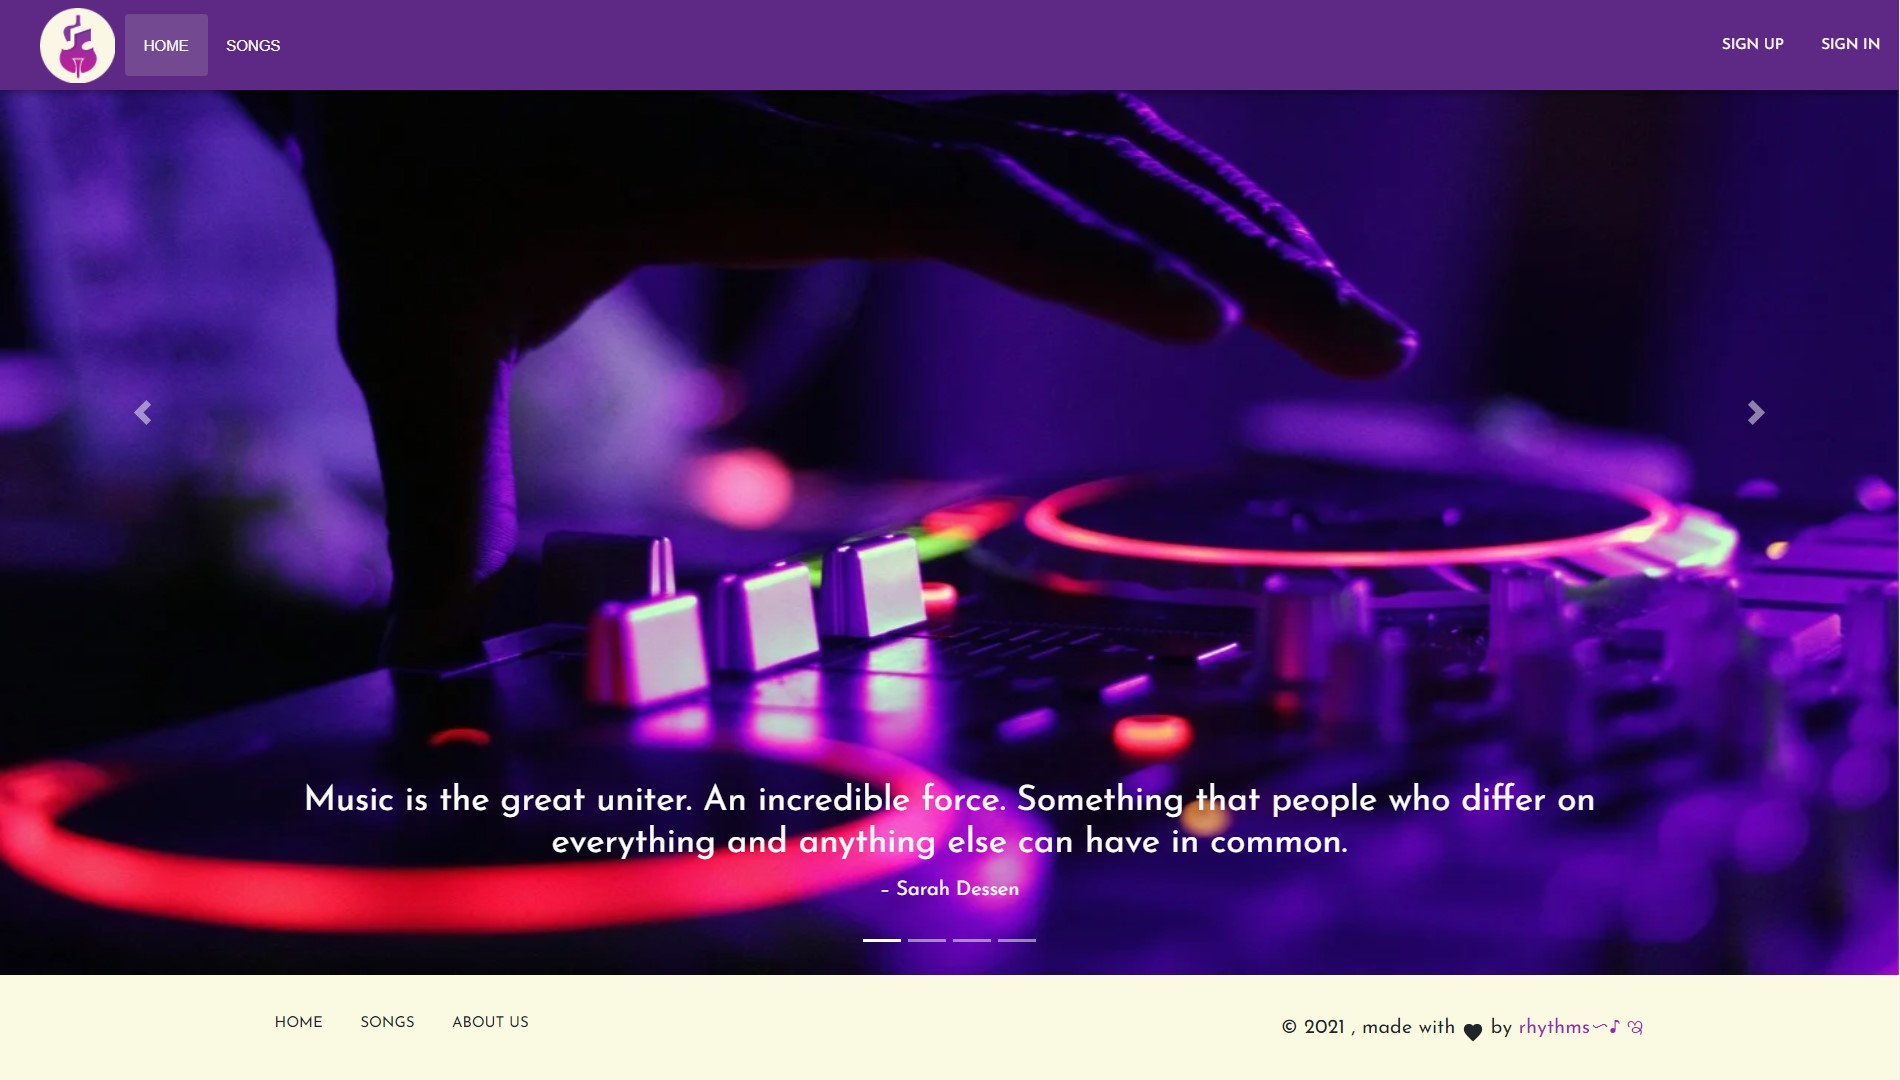 HOME SONGS SIGN UP SIGN IN
Music is the great uniter. An incredible force. Something that people who differ on
everything and anything else can have in common.
– Sarah Dessen
HOME SONGS ABOUT US
© 2021 , made with ♥ by rhythms∽♪ ঔ